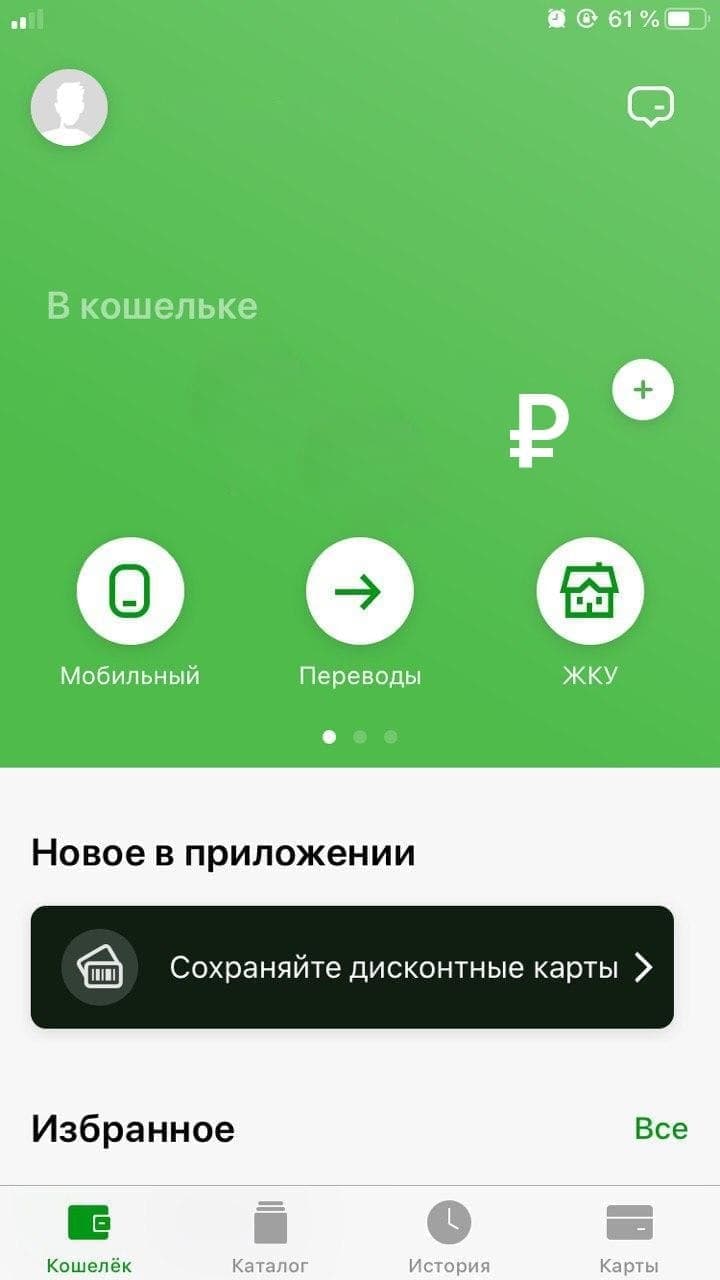 61 %
В кошельке
₽
Мобильный
Переводы
ЖКУ
Новое в приложении
Сохраняйте дисконтные карты
Избранное
Все
Кошелёк
Каталог
История
Карты